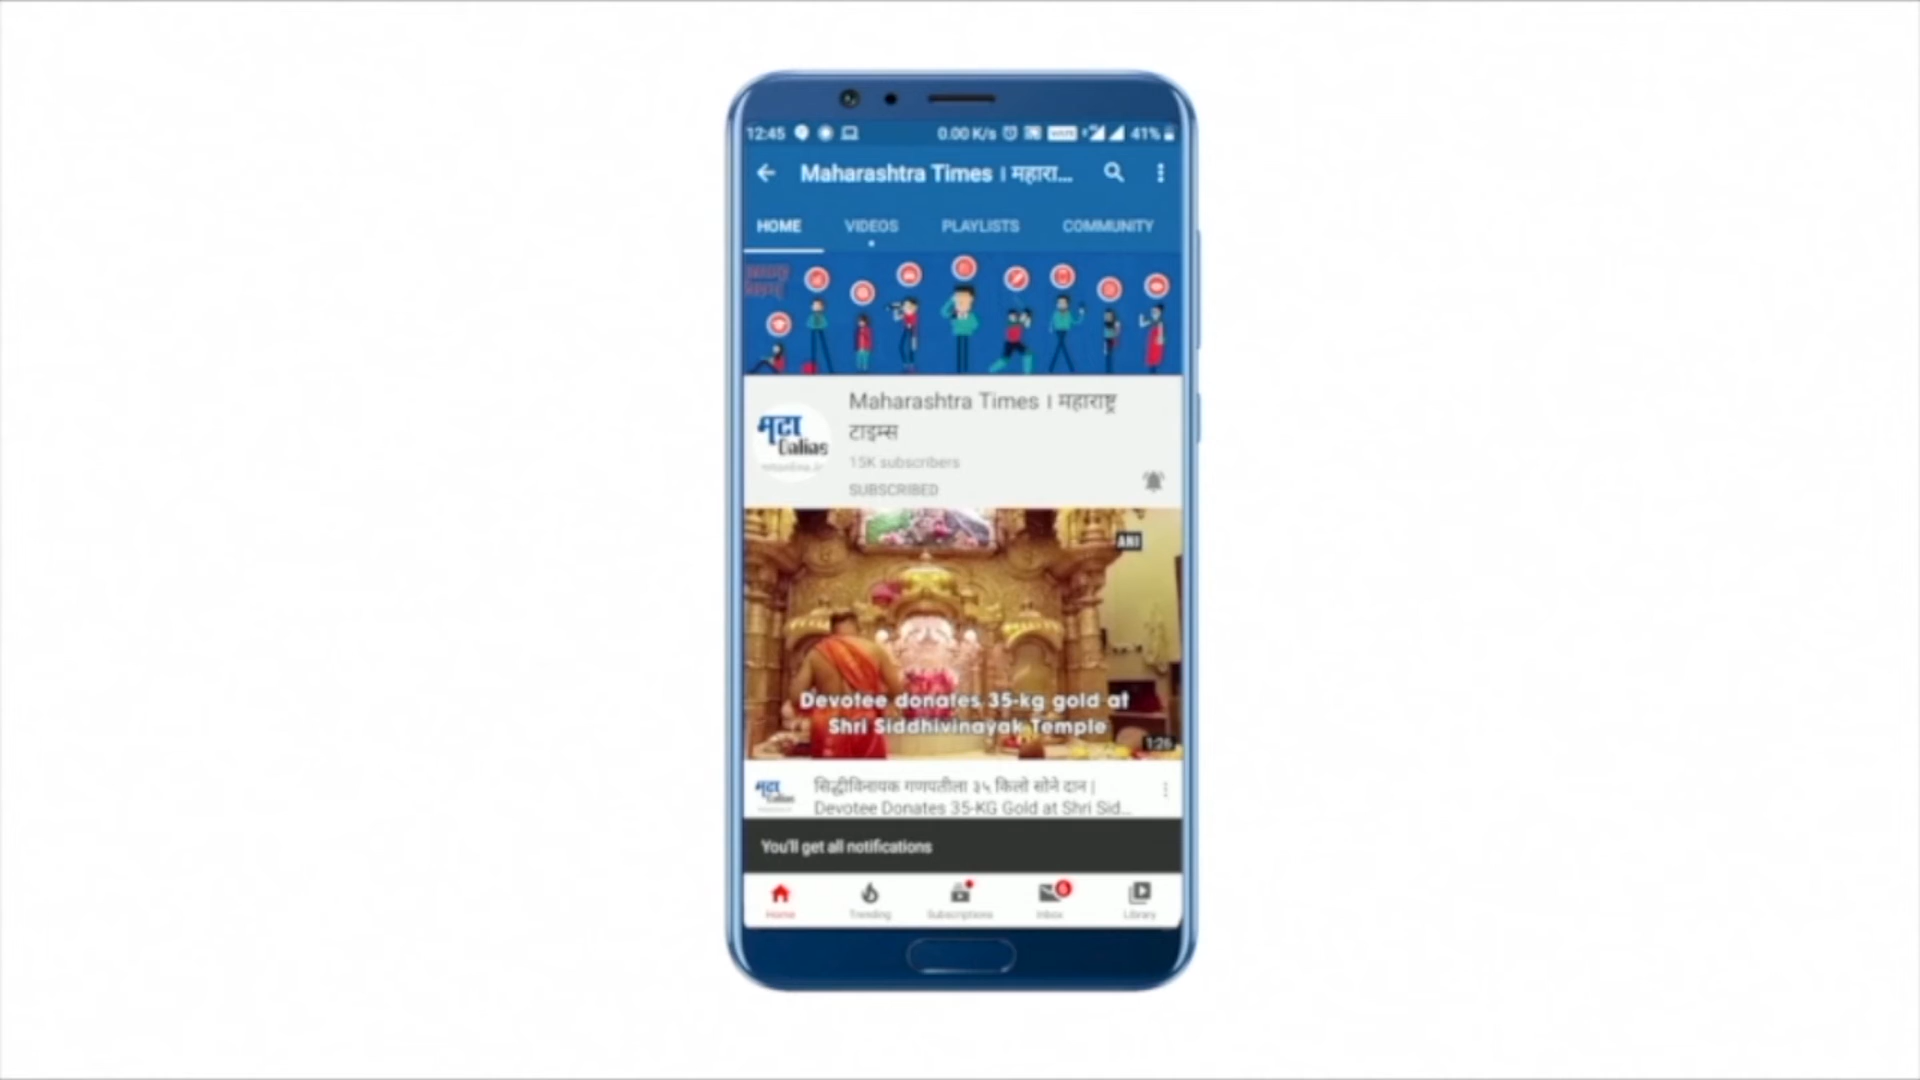 12:45 0.00 K/s 41%
Maharashtra Times । महारा...
HOME VIDEOS PLAYLISTS COMMUNITY
Maharashtra Times । महाराष्ट्र
टाइम्स
मटा
15K subscribers
SUBSCRIBED
ANI
Devotee donates 35-kg gold at
Shri Siddhivinayak Temple
1:26
सिद्धीविनायक गणपतीला ३५ किलो सोने दान |
Devotee Donates 35-KG Gold at Shri Sid...
You'll get all notifications
6
Home Trending Subscriptions Inbox Library